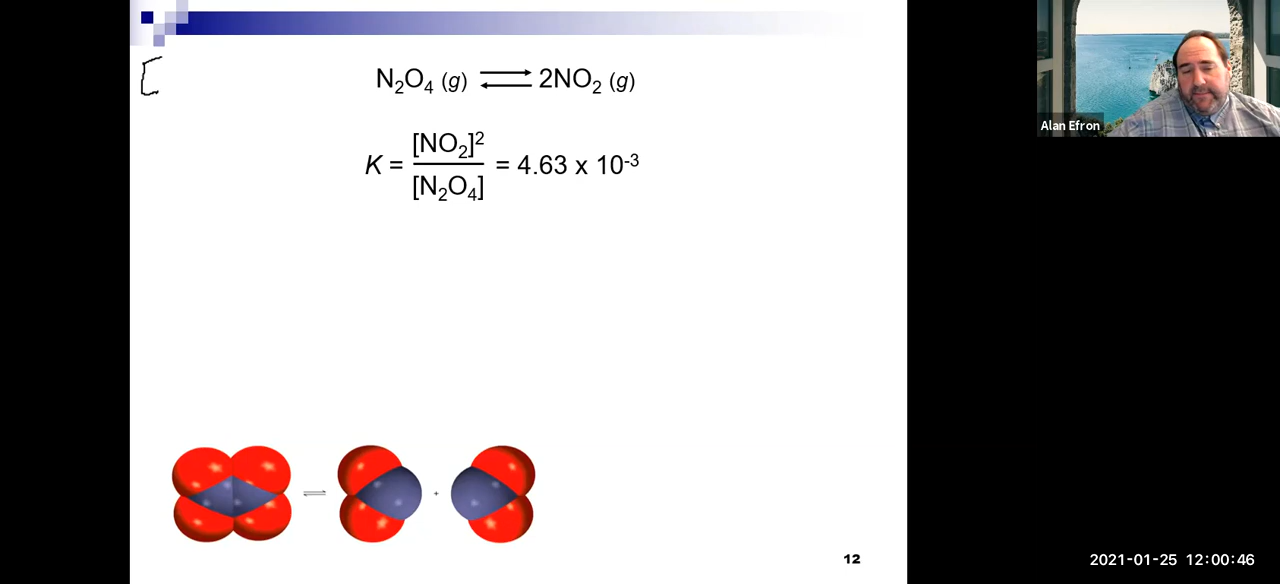 [
N₂O₄ (g) ⇌ 2NO₂ (g)
K = [NO₂]² / [N₂O₄] = 4.63 x 10⁻³
⇌ +
12
Alan Efron
2021-01-25 12:00:46